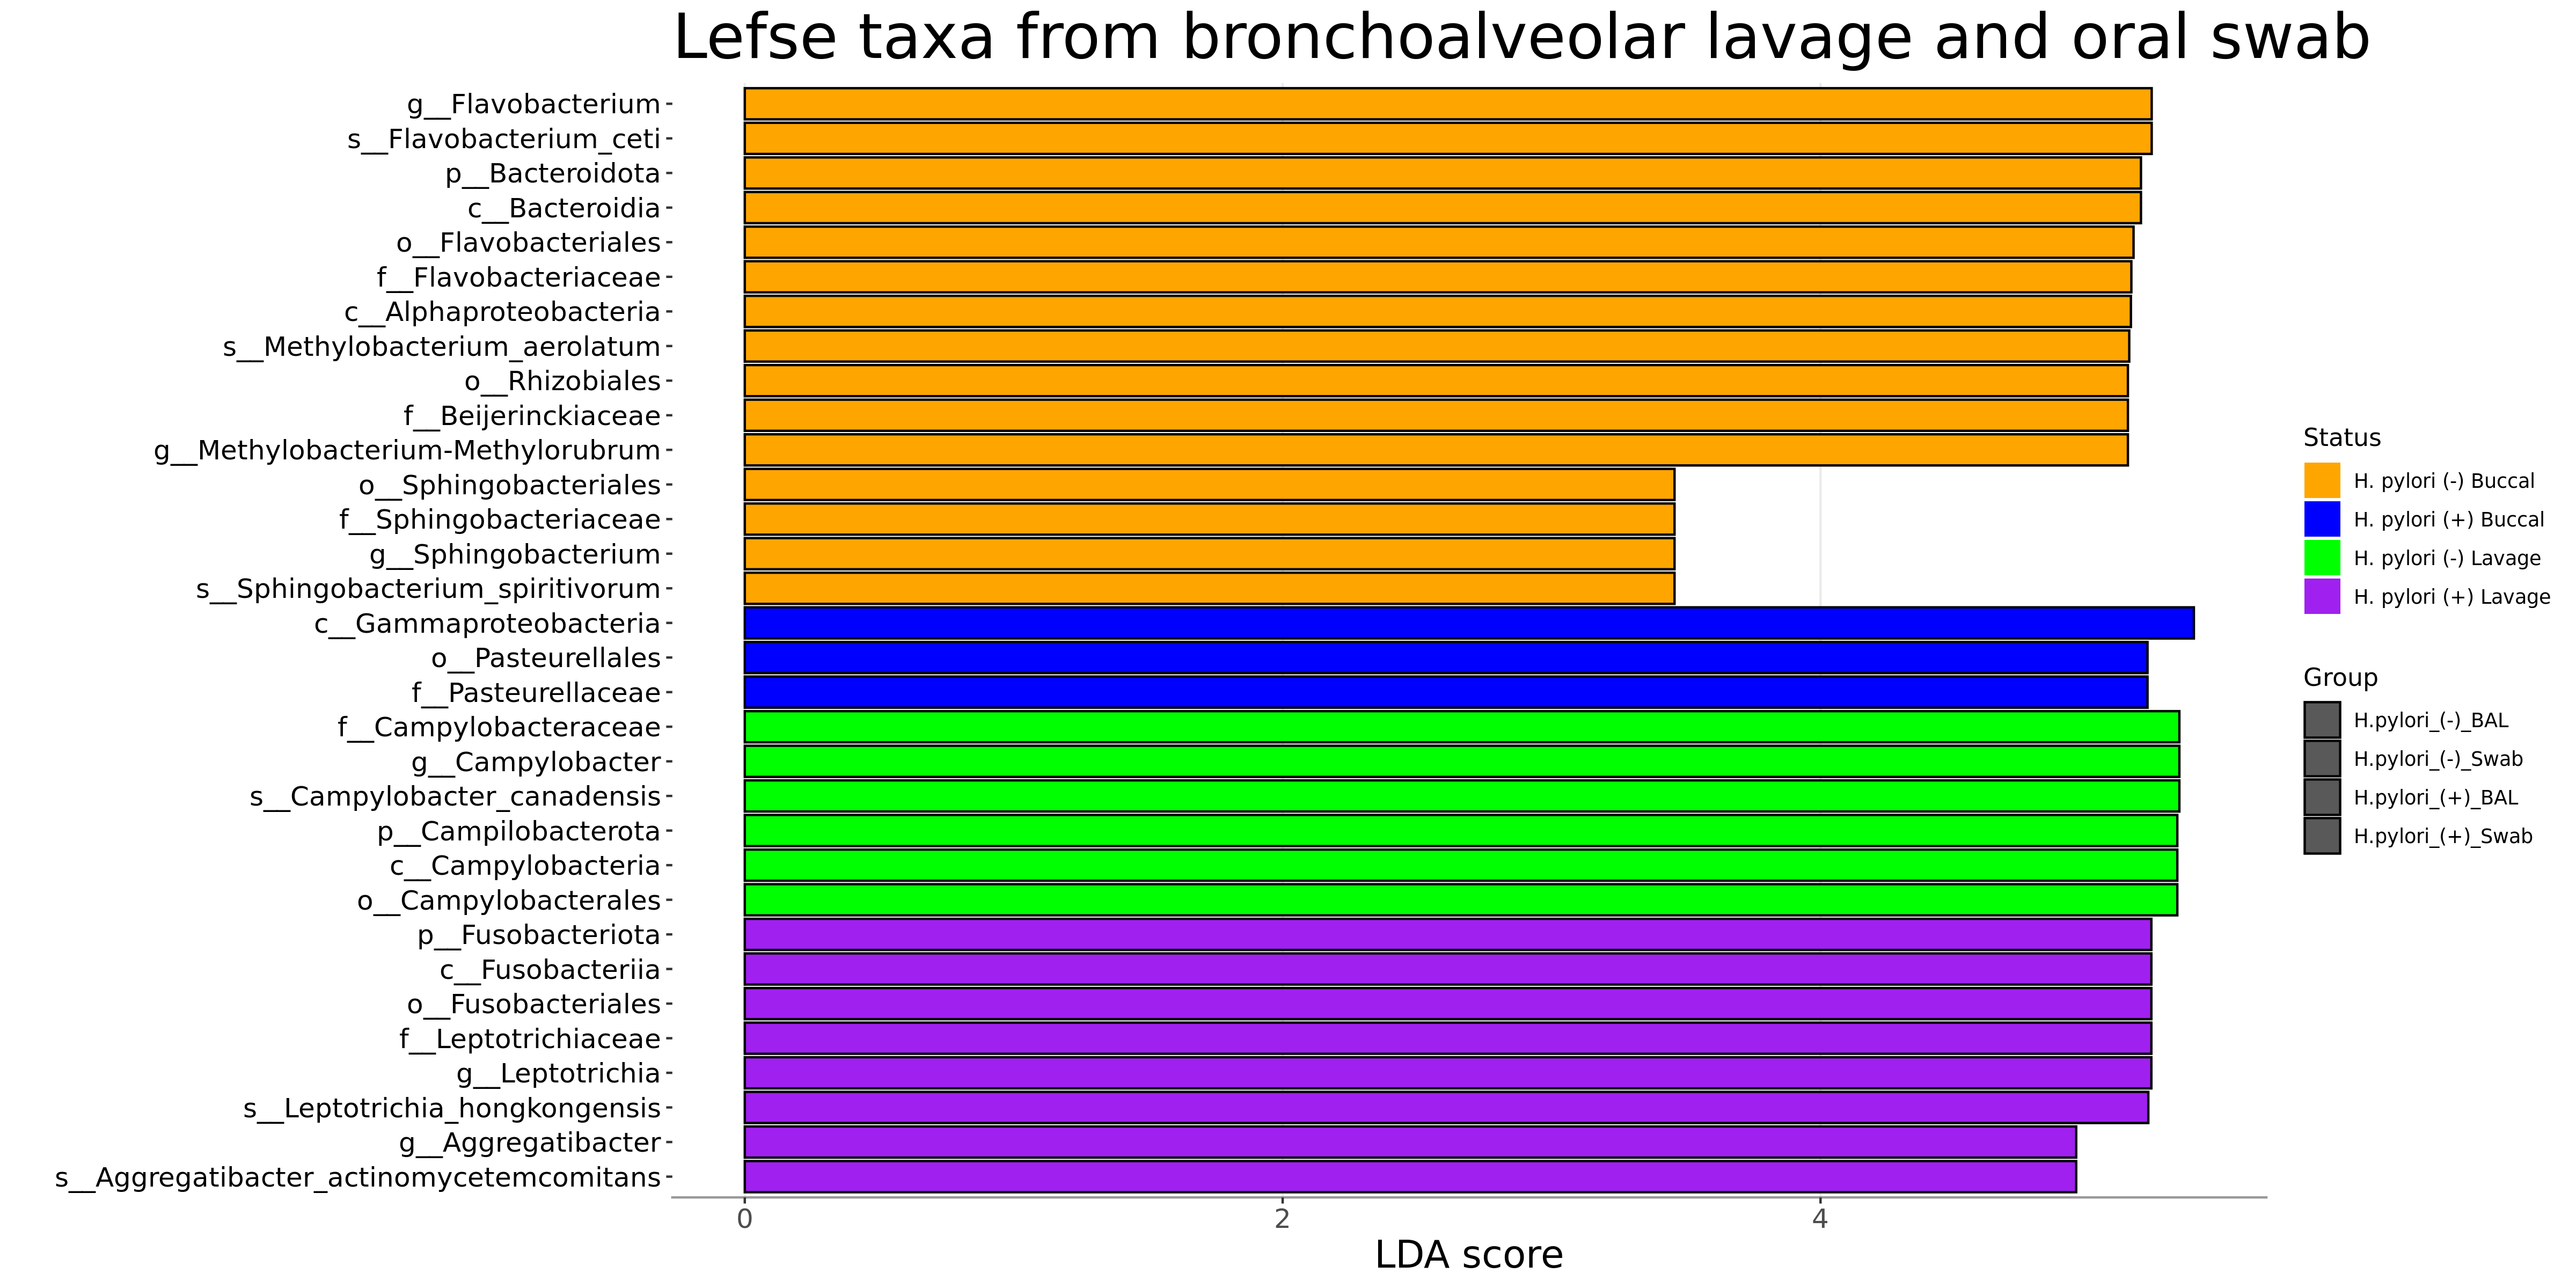 Lefse taxa from bronchoalveolar lavage and oral swab
g__Flavobacterium
s__Flavobacterium_ceti
p__Bacteroidota
c__Bacteroidia
o__Flavobacteriales
f__Flavobacteriaceae
c__Alphaproteobacteria
s__Methylobacterium_aerolatum
o__Rhizobiales
f__Beijerinckiaceae
g__Methylobacterium-Methylorubrum
o__Sphingobacteriales
f__Sphingobacteriaceae
g__Sphingobacterium
s__Sphingobacterium_spiritivorum
c__Gammaproteobacteria
o__Pasteurellales
f__Pasteurellaceae
f__Campylobacteraceae
g__Campylobacter
s__Campylobacter_canadensis
p__Campilobacterota
c__Campylobacteria
o__Campylobacterales
p__Fusobacteriota
c__Fusobacteriia
o__Fusobacteriales
f__Leptotrichiaceae
g__Leptotrichia
s__Leptotrichia_hongkongensis
g__Aggregatibacter
s__Aggregatibacter_actinomycetemcomitans
0 2 4
LDA score
Status
H. pylori (-) Buccal
H. pylori (+) Buccal
H. pylori (-) Lavage
H. pylori (+) Lavage
Group
H.pylori_(-)_BAL
H.pylori_(-)_Swab
H.pylori_(+)_BAL
H.pylori_(+)_Swab